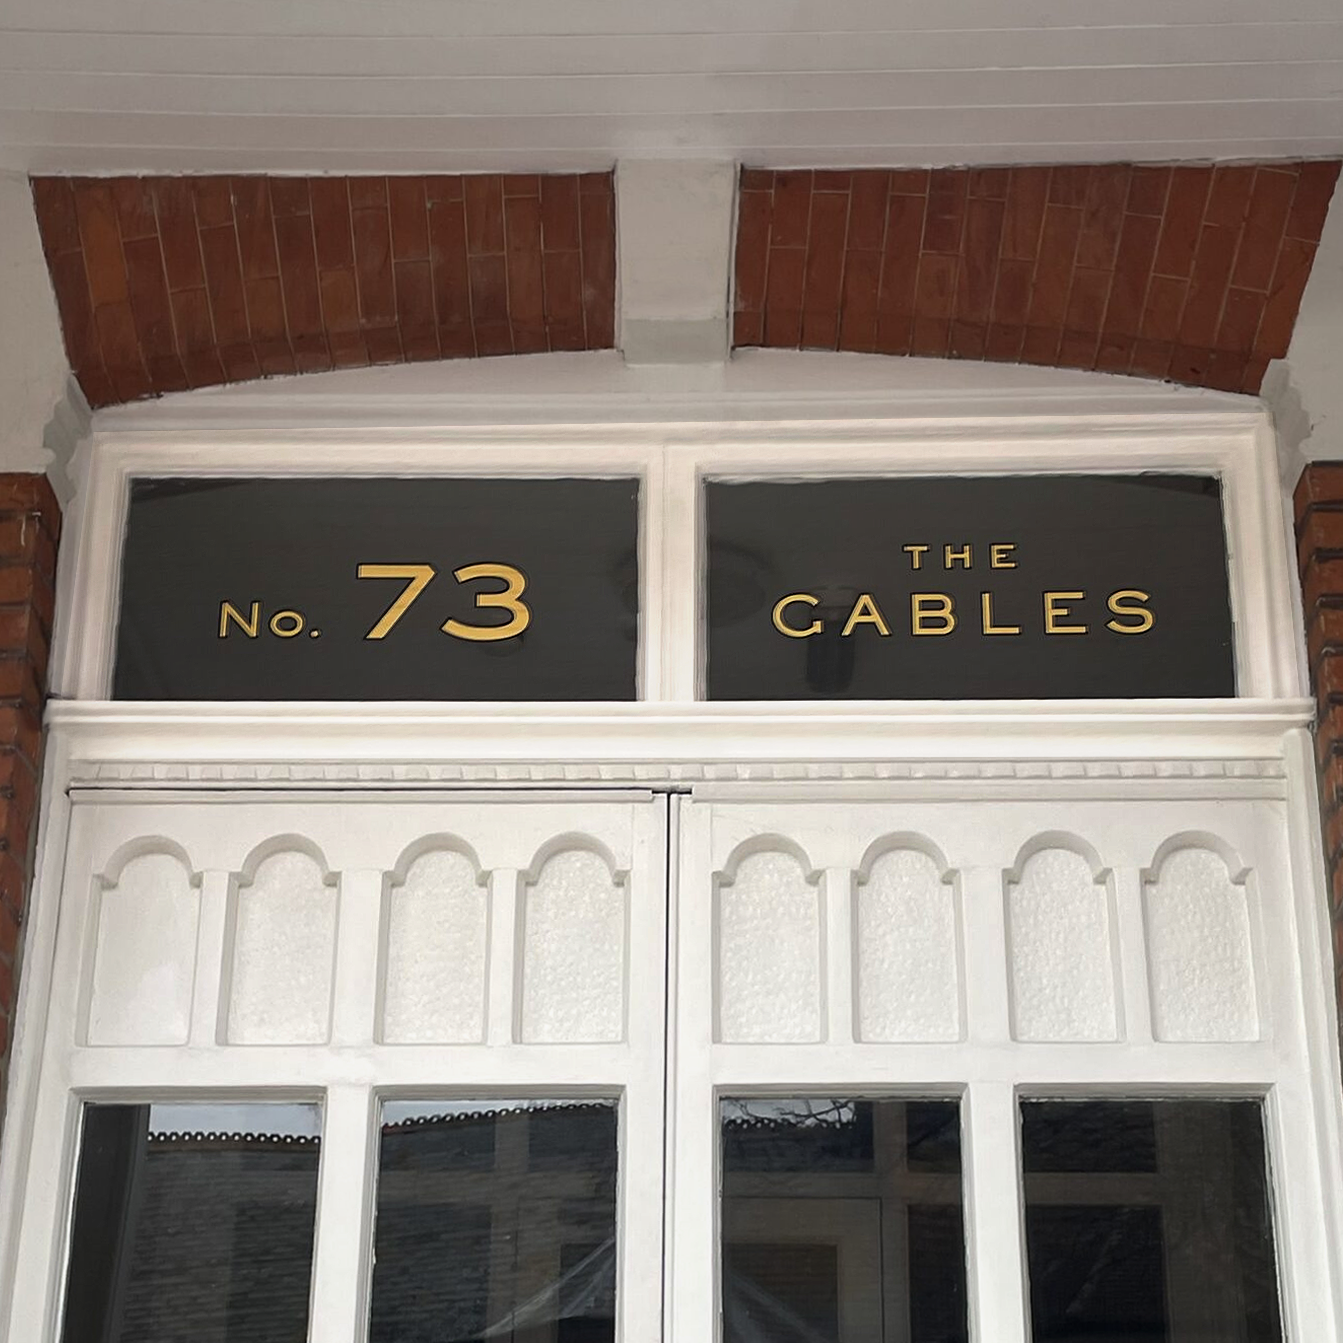 No. 73
THE
GABLES